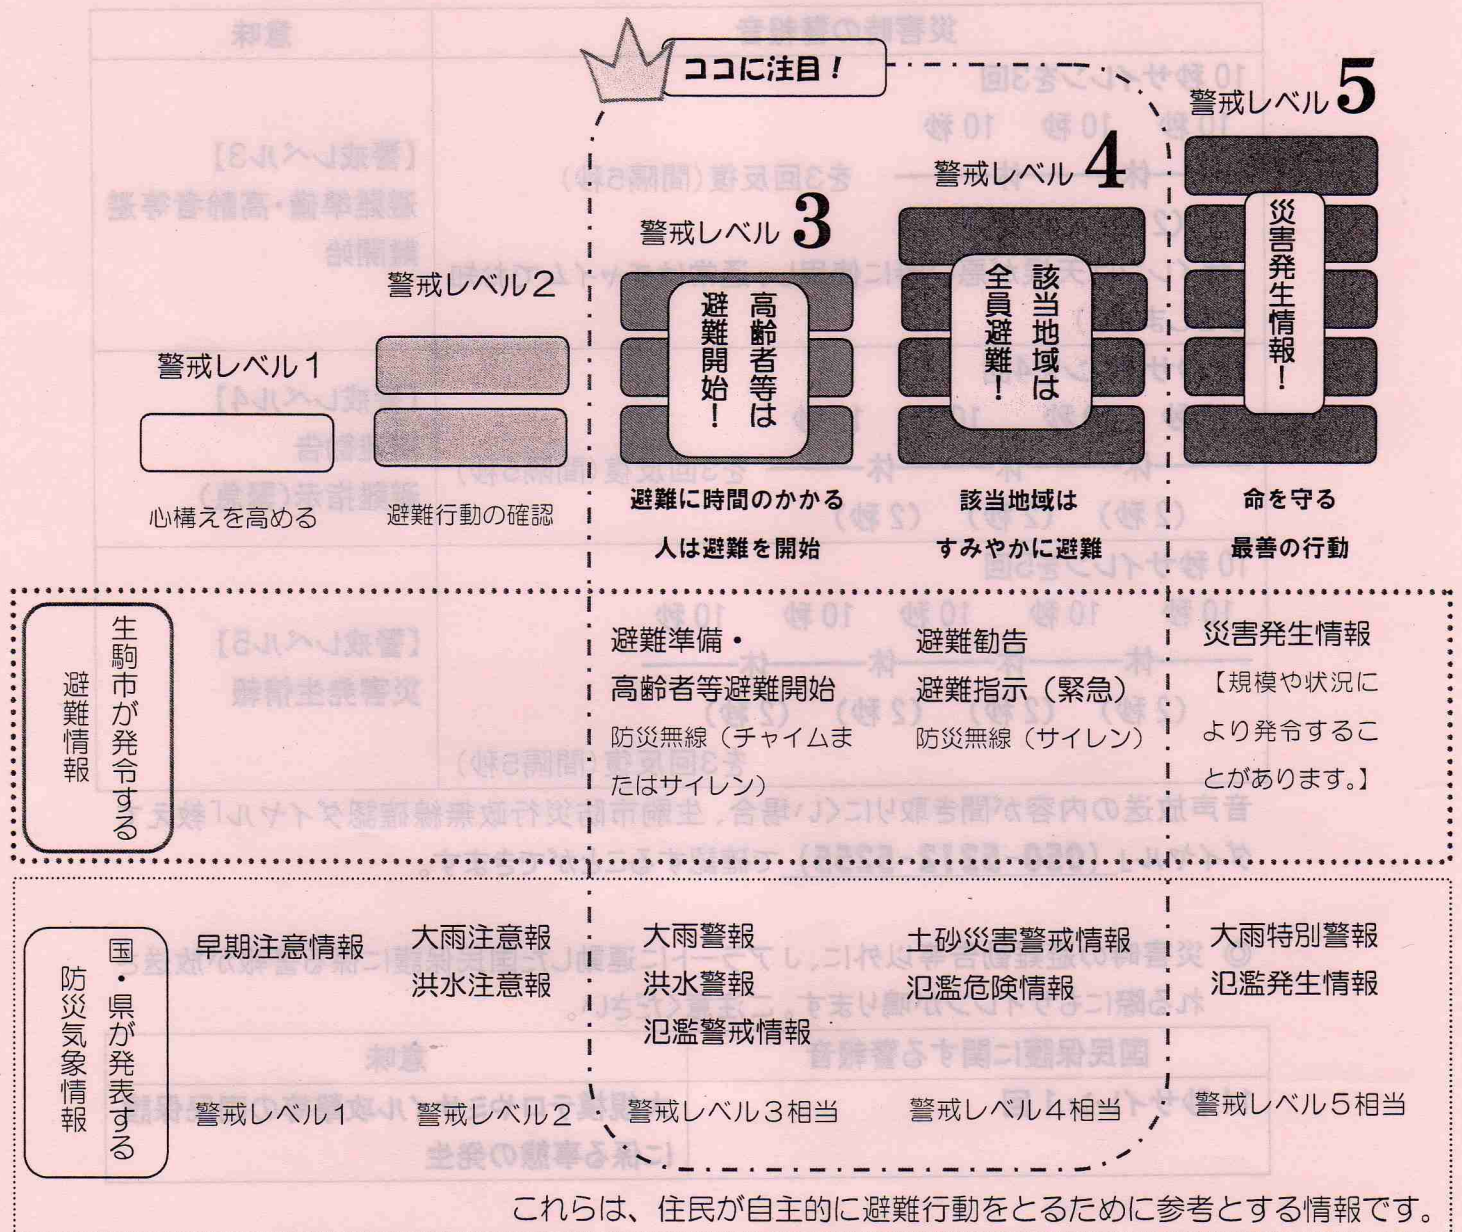 ココに注目！
警戒レベル5
警戒レベル4
警戒レベル3
警戒レベル2
警戒レベル1
高齢者等は
避難開始！
該当地域は
全員避難！
災害発生情報！
心構えを高める
避難行動の確認
避難に時間のかかる
人は避難を開始
該当地域は
すみやかに避難
命を守る
最善の行動
生駒市が発令する
避難情報
避難準備・
高齢者等避難開始
防災無線（チャイムま
たはサイレン）
避難勧告
避難指示（緊急）
防災無線（サイレン）
災害発生情報
【規模や状況に
より発令するこ
とがあります。】
国・県が発表する
防災気象情報
早期注意情報
警戒レベル1
大雨注意報
洪水注意報
警戒レベル2
大雨警報
洪水警報
氾濫警戒情報
警戒レベル3相当
土砂災害警戒情報
氾濫危険情報
警戒レベル4相当
大雨特別警報
氾濫発生情報
警戒レベル5相当
これらは、住民が自主的に避難行動をとるために参考とする情報です。